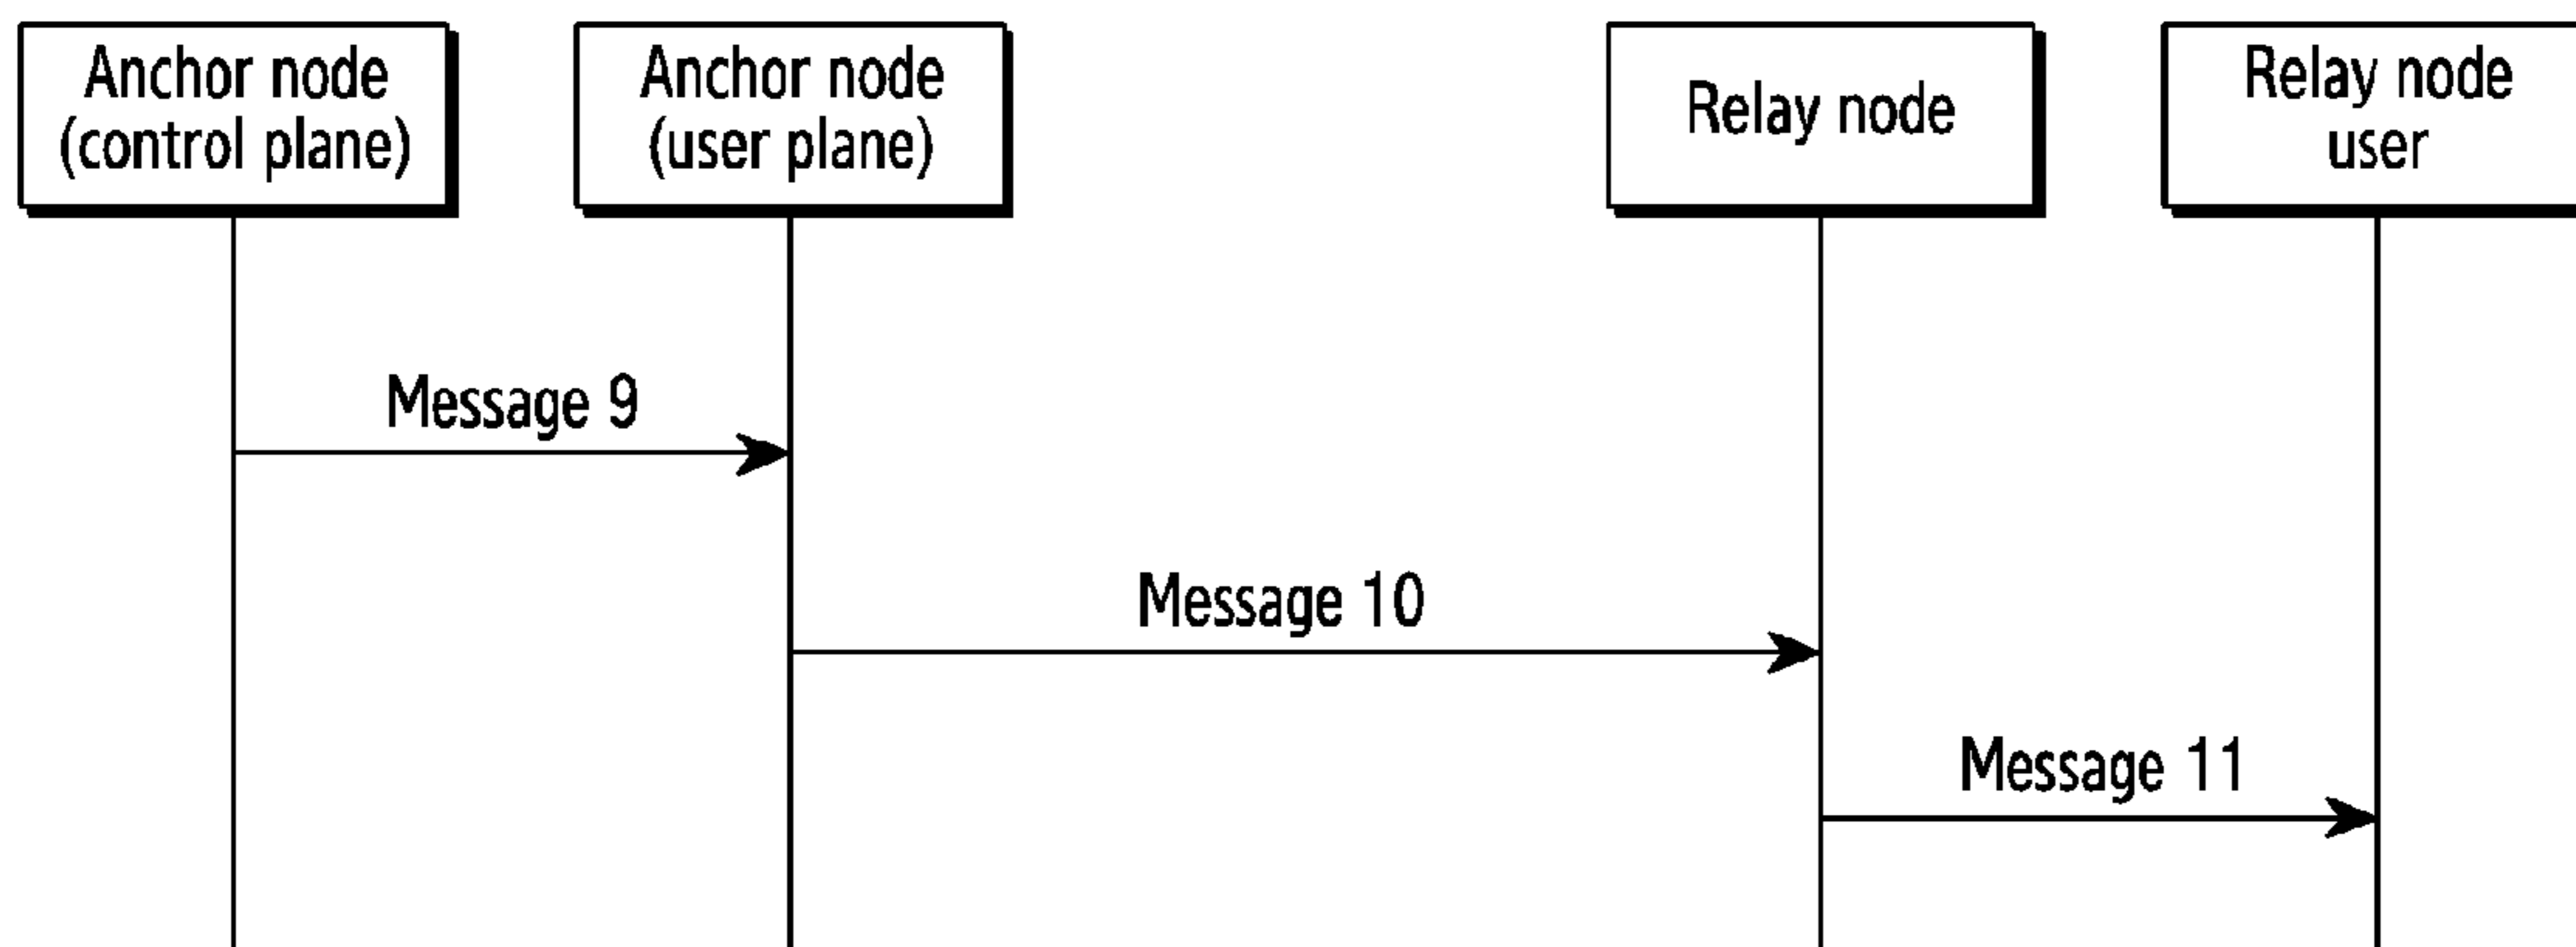 Anchor node
(control plane)
Anchor node
(user plane)
Relay node
Relay node
user
Message 9
Message 10
Message 11